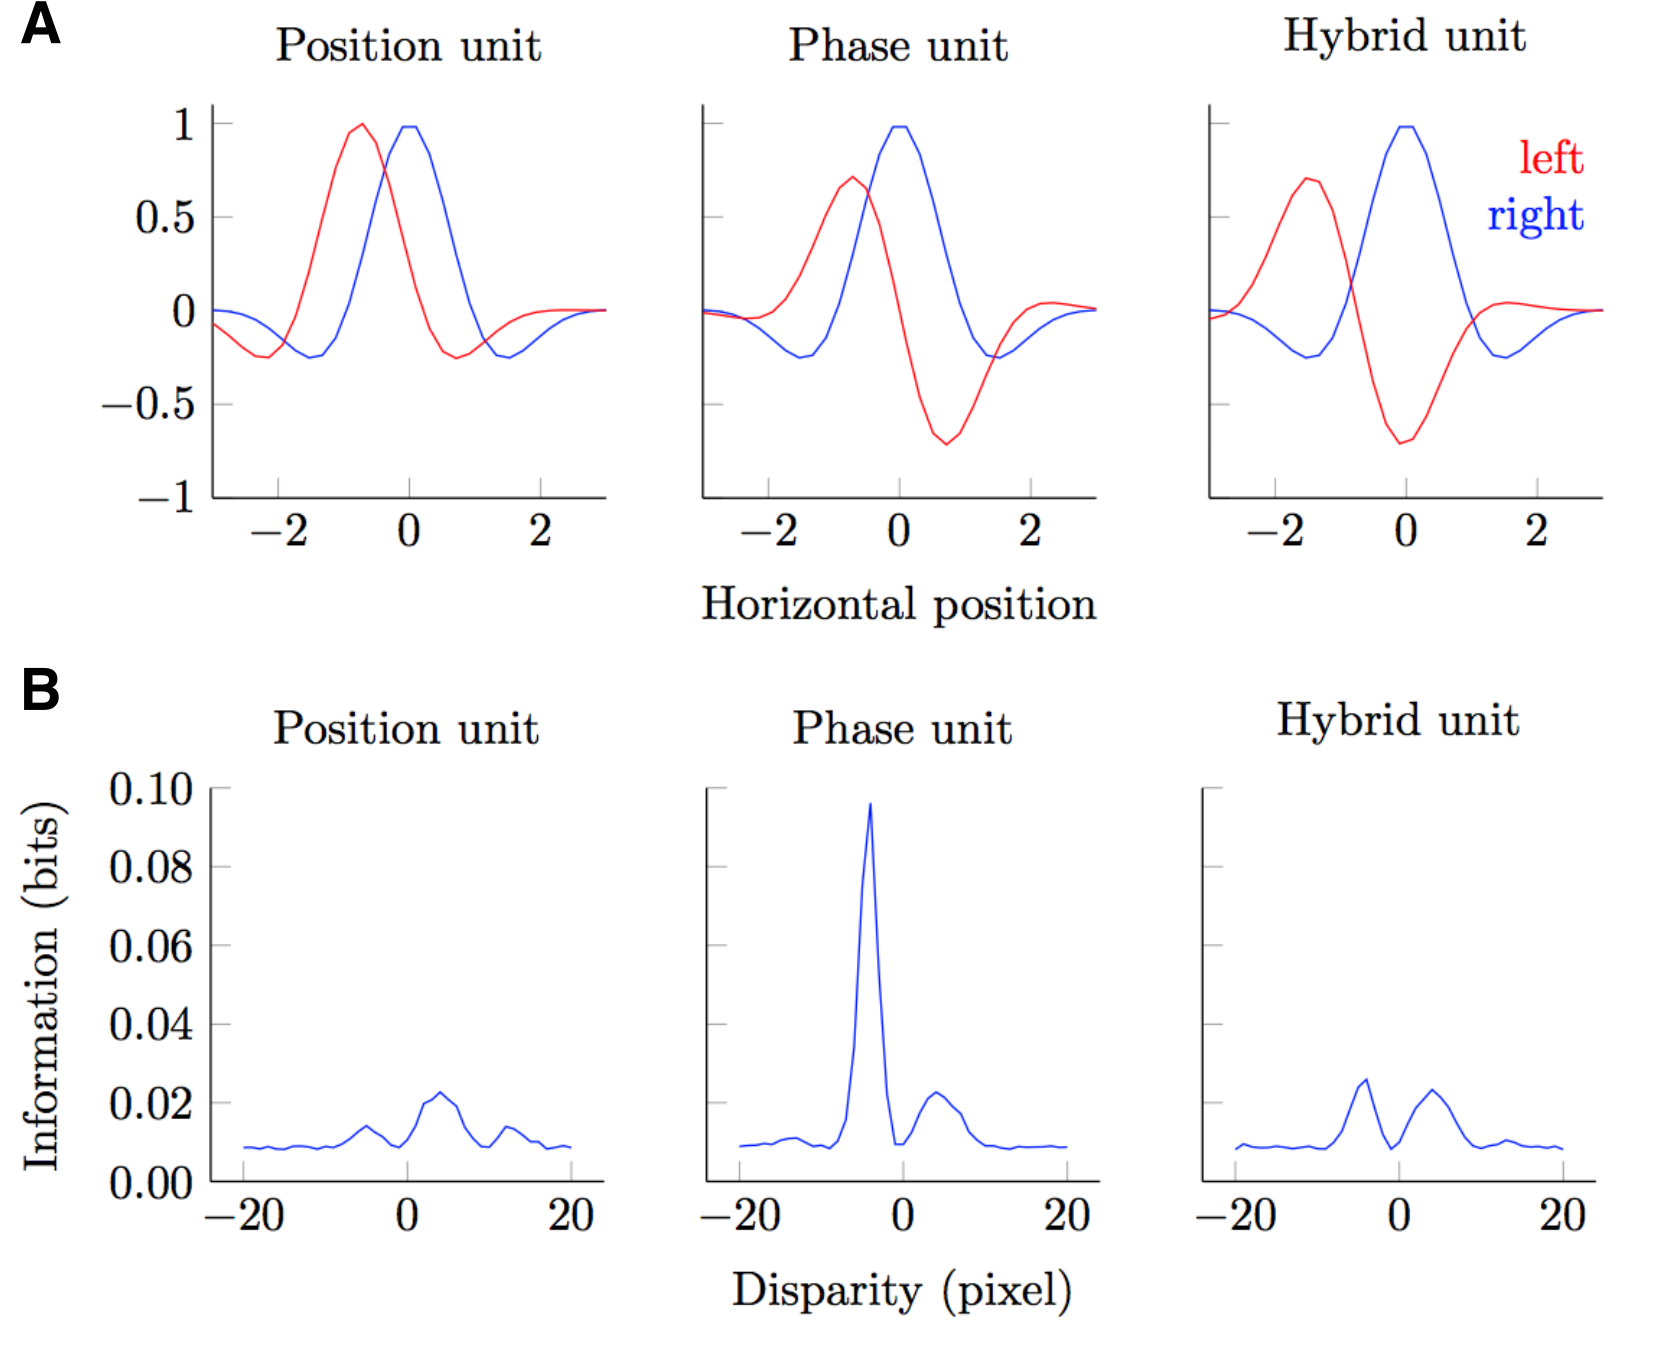 A
Position unit
Phase unit
Hybrid unit
left
right
1
0.5
0
−0.5
−1
−2 0 2
−2 0 2
−2 0 2
Horizontal position
B
Position unit
Phase unit
Hybrid unit
Information (bits)
0.10
0.08
0.06
0.04
0.02
0.00
−20 0 20
−20 0 20
−20 0 20
Disparity (pixel)